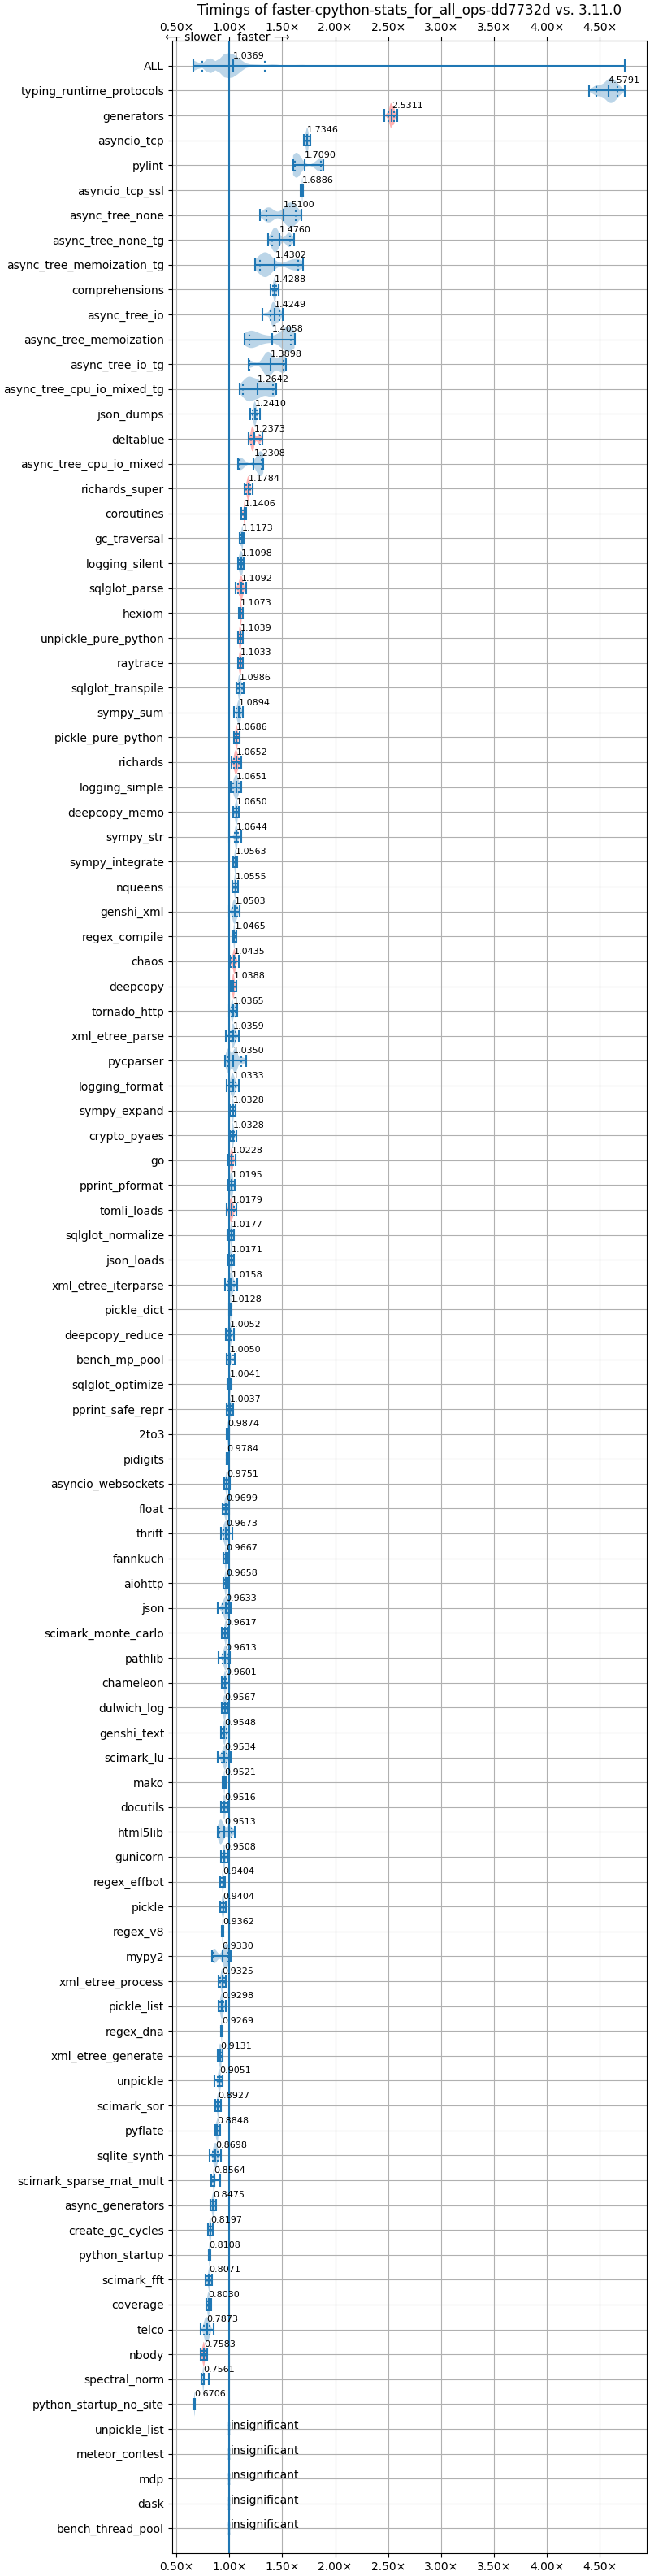 Timings of faster-cpython-stats_for_all_ops-dd7732d vs. 3.11.0
0.50× 1.00× 1.50× 2.00× 2.50× 3.00× 3.50× 4.00× 4.50×
⟵ slower faster ⟶
ALL 1.0369
typing_runtime_protocols 4.5791
generators 2.5311
asyncio_tcp 1.7346
pylint 1.7090
asyncio_tcp_ssl 1.6886
async_tree_none 1.5100
async_tree_none_tg 1.4760
async_tree_memoization_tg 1.4302
comprehensions 1.4288
async_tree_io 1.4249
async_tree_memoization 1.4058
async_tree_io_tg 1.3898
async_tree_cpu_io_mixed_tg 1.2642
json_dumps 1.2410
deltablue 1.2373
async_tree_cpu_io_mixed 1.2308
richards_super 1.1784
coroutines 1.1406
gc_traversal 1.1173
logging_silent 1.1098
sqlglot_parse 1.1092
hexiom 1.1073
unpickle_pure_python 1.1039
raytrace 1.1033
sqlglot_transpile 1.0986
sympy_sum 1.0894
pickle_pure_python 1.0686
richards 1.0652
logging_simple 1.0651
deepcopy_memo 1.0650
sympy_str 1.0644
sympy_integrate 1.0563
nqueens 1.0555
genshi_xml 1.0503
regex_compile 1.0465
chaos 1.0435
deepcopy 1.0388
tornado_http 1.0365
xml_etree_parse 1.0359
pycparser 1.0350
logging_format 1.0333
sympy_expand 1.0328
crypto_pyaes 1.0328
go 1.0228
pprint_pformat 1.0195
tomli_loads 1.0179
sqlglot_normalize 1.0177
json_loads 1.0171
xml_etree_iterparse 1.0158
pickle_dict 1.0128
deepcopy_reduce 1.0052
bench_mp_pool 1.0050
sqlglot_optimize 1.0041
pprint_safe_repr 1.0037
2to3 0.9874
pidigits 0.9784
asyncio_websockets 0.9751
float 0.9699
thrift 0.9673
fannkuch 0.9667
aiohttp 0.9658
json 0.9633
scimark_monte_carlo 0.9617
pathlib 0.9613
chameleon 0.9601
dulwich_log 0.9567
genshi_text 0.9548
scimark_lu 0.9534
mako 0.9521
docutils 0.9516
html5lib 0.9513
gunicorn 0.9508
regex_effbot 0.9404
pickle 0.9404
regex_v8 0.9362
mypy2 0.9330
xml_etree_process 0.9325
pickle_list 0.9298
regex_dna 0.9269
xml_etree_generate 0.9131
unpickle 0.9051
scimark_sor 0.8927
pyflate 0.8848
sqlite_synth 0.8698
scimark_sparse_mat_mult 0.8564
async_generators 0.8475
create_gc_cycles 0.8197
python_startup 0.8108
scimark_fft 0.8071
coverage 0.8030
telco 0.7873
nbody 0.7583
spectral_norm 0.7561
python_startup_no_site 0.6706
unpickle_list insignificant
meteor_contest insignificant
mdp insignificant
dask insignificant
bench_thread_pool insignificant
0.50× 1.00× 1.50× 2.00× 2.50× 3.00× 3.50× 4.00× 4.50×